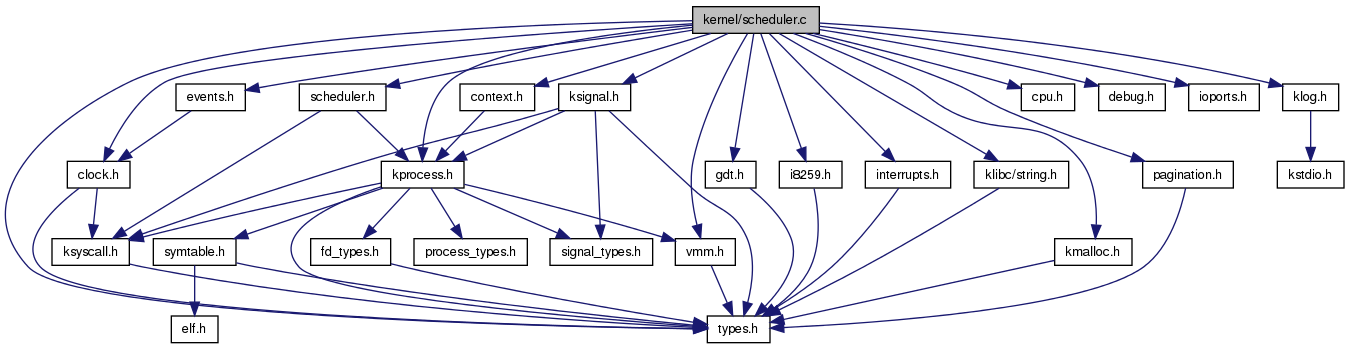 kernel/scheduler.c
events.h
scheduler.h
context.h
ksignal.h
cpu.h
debug.h
ioports.h
klog.h
clock.h
kprocess.h
gdt.h
i8259.h
interrupts.h
klibc/string.h
pagination.h
kstdio.h
ksyscall.h
symtable.h
fd_types.h
process_types.h
signal_types.h
vmm.h
kmalloc.h
elf.h
types.h